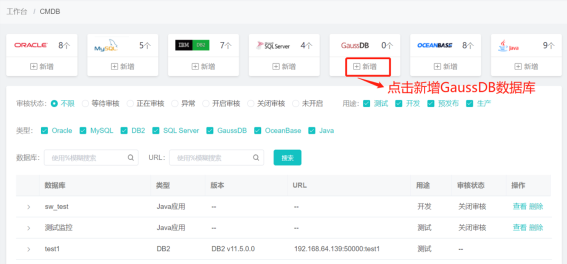 工作台 / CMDB
ORACLE 8个 MySQL 5个 IBM DB2 7个 SQL Server 4个 GaussDB 0个 OCEANBASE 8个 Java 9个
新增 新增 新增 新增 新增 新增 新增
点击新增GaussDB数据库
审核状态: 不限 等待审核 正在审核 异常 开启审核 关闭审核 未开启 用途: 测试 开发 预发布 生产
类型: Oracle MySQL DB2 SQL Server GaussDB OceanBase Java
数据库: 使用%模糊搜索 URL: 使用%模糊搜索 搜索
数据库 类型 版本 URL 用途 审核状态 操作
sw_test Java应用 -- -- 开发 关闭审核 查看 删除
测试监控 Java应用 -- -- 测试 关闭审核 查看 删除
test1 DB2 DB2 v11.5.0.0 192.168.64.139:50000:test1 测试 --